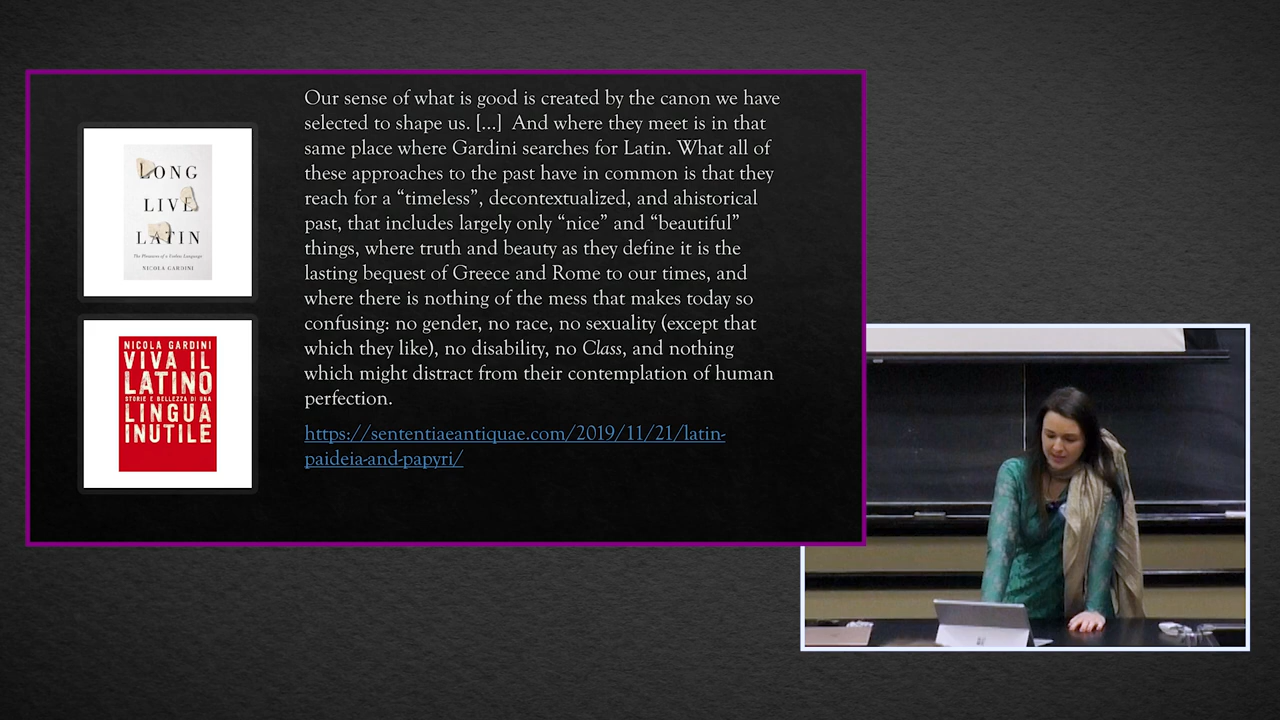 LONG
LIVE
LATIN
The Pleasures of a Useless Language
NICOLA GARDINI
NICOLA GARDINI
VIVA IL
LATINO
STORIE E BELLEZZA DI UNA
LINGUA
INUTILE
Our sense of what is good is created by the canon we have
selected to shape us. [...] And where they meet is in that
same place where Gardini searches for Latin. What all of
these approaches to the past have in common is that they
reach for a “timeless”, decontextualized, and ahistorical
past, that includes largely only “nice” and “beautiful”
things, where truth and beauty as they define it is the
lasting bequest of Greece and Rome to our times, and
where there is nothing of the mess that makes today so
confusing: no gender, no race, no sexuality (except that
which they like), no disability, no Class, and nothing
which might distract from their contemplation of human
perfection.
https://sententiaeantiquae.com/2019/11/21/latin-
paideia-and-papyri/